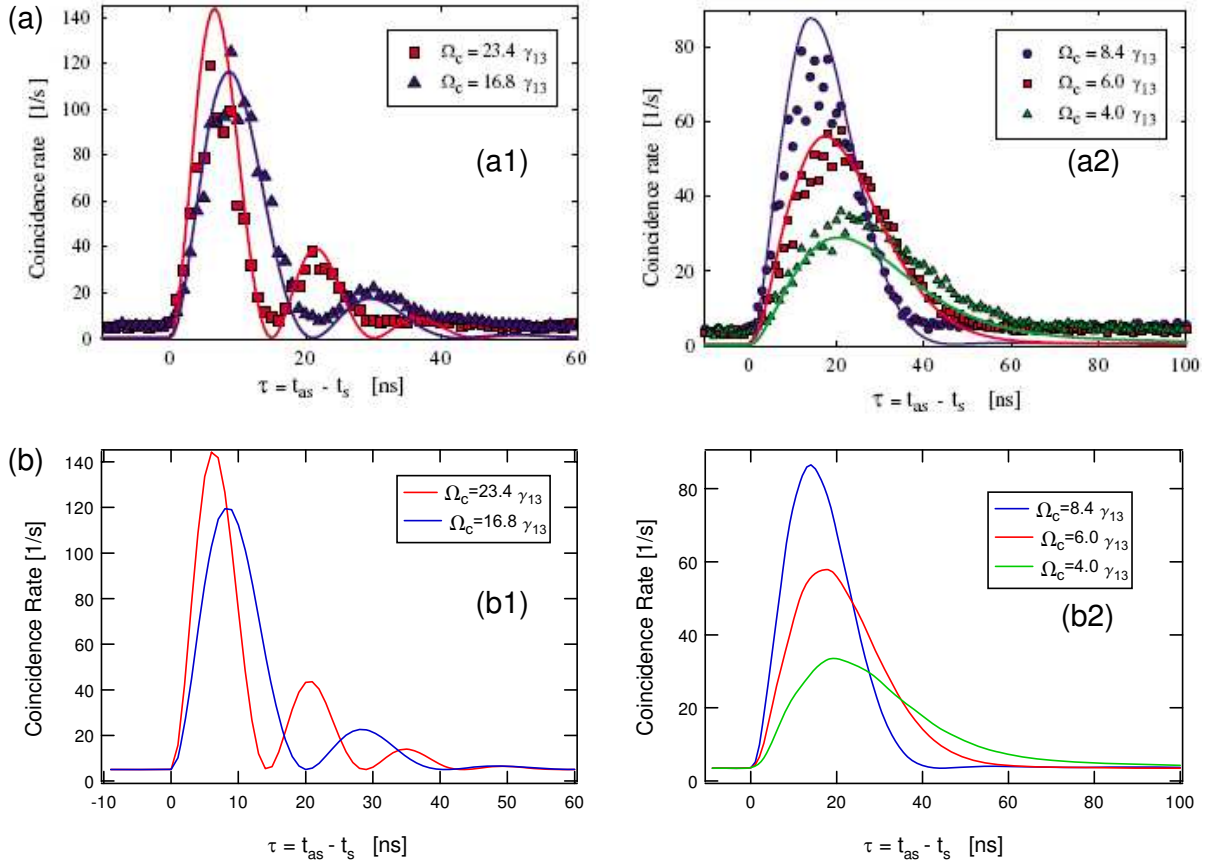 (a)
140
120
100
80
60
40
20
0
Coincidence rate [1/s]
Ωc = 23.4 γ13
Ωc = 16.8 γ13
(a1)
0
20
40
60
τ = tas - ts [ns]
80
60
40
20
0
Coincidence rate [1/s]
Ωc = 8.4 γ13
Ωc = 6.0 γ13
Ωc = 4.0 γ13
(a2)
0
20
40
60
80
100
τ = tas - ts [ns]
(b)
140
120
100
80
60
40
20
0
Coincidence Rate [1/s]
Ωc=23.4 γ13
Ωc=16.8 γ13
(b1)
-10
0
10
20
30
40
50
60
τ = tas - ts [ns]
80
60
40
20
0
Coincidence Rate [1/s]
Ωc=8.4 γ13
Ωc=6.0 γ13
Ωc=4.0 γ13
(b2)
0
20
40
60
80
100
τ = tas - ts [ns]